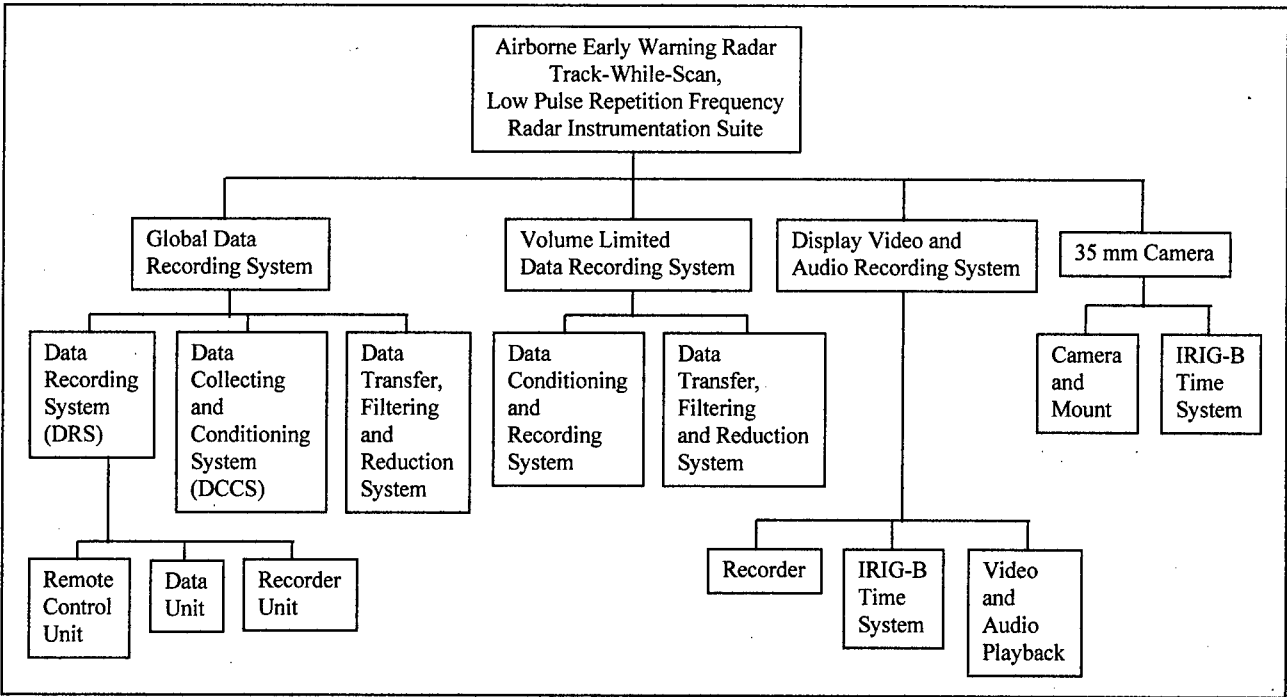 Airborne Early Warning Radar
Track-While-Scan,
Low Pulse Repetition Frequency
Radar Instrumentation Suite
Global Data
Recording System
Volume Limited
Data Recording System
Display Video and
Audio Recording System
35 mm Camera
Data
Recording
System
(DRS)
Data
Collecting
and
Conditioning
System
(DCCS)
Data
Transfer,
Filtering
and
Reduction
System
Data
Conditioning
and
Recording
System
Data
Transfer,
Filtering
and Reduction
System
Camera
and
Mount
IRIG-B
Time
System
Remote
Control
Unit
Data
Unit
Recorder
Unit
Recorder
IRIG-B
Time
System
Video
and
Audio
Playback